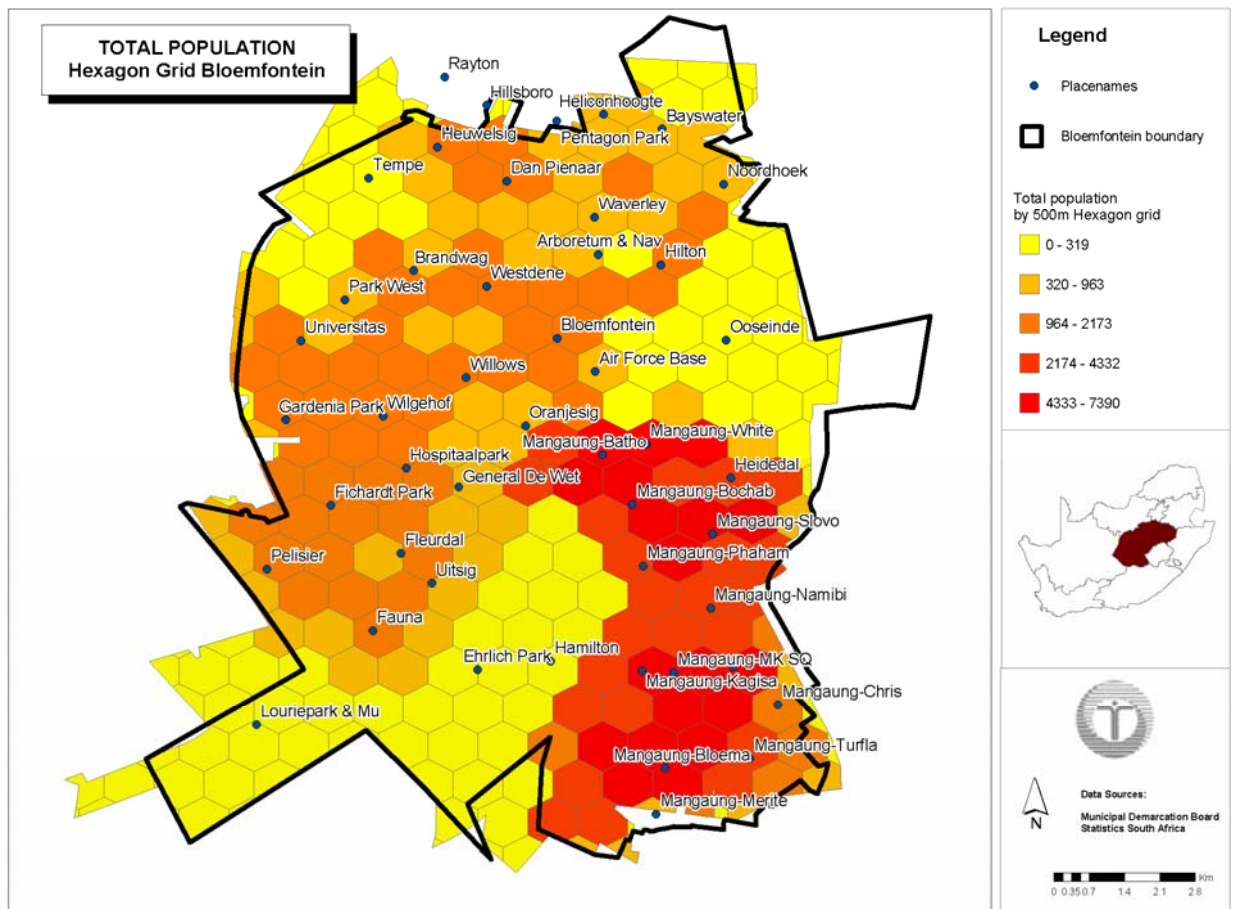 TOTAL POPULATION
Hexagon Grid Bloemfontein
Rayton
Hillsboro
Heliconhoogte
Bayswater
Heuwelsig
Pentagon Park
Tempe
Dan Pienaar
Noordhoek
Waverley
Arboretum & Nav
Brandwag
Hilton
Westdene
Park West
Universitas
Bloemfontein
Ooseinde
Willows
Air Force Base
Gardenia Park
Wilgehof
Oranjesig
Mangaung-White
Mangaung-Batho
Hospitaalpark
General De Wet
Heidedal
Fichardt Park
Mangaung-Bochab
Mangaung-Slovo
Fleurdal
Mangaung-Phaham
Pelisier
Uitsig
Mangaung-Namibi
Fauna
Hamilton
Ehrlich Park
Mangaung-MK SQ
Mangaung-Kagisa
Mangaung-Chris
Louriepark & Mu
Mangaung-Turfla
Mangaung-Bloema
Mangaung-Merite
Legend
Placenames
Bloemfontein boundary
Total population
by 500m Hexagon grid
0 - 319
320 - 963
964 - 2173
2174 - 4332
4333 - 7390
N
Data Sources:
Municipal Demarcation Board
Statistics South Africa
Km
0 0.35 0.7 1.4 2.1 2.8